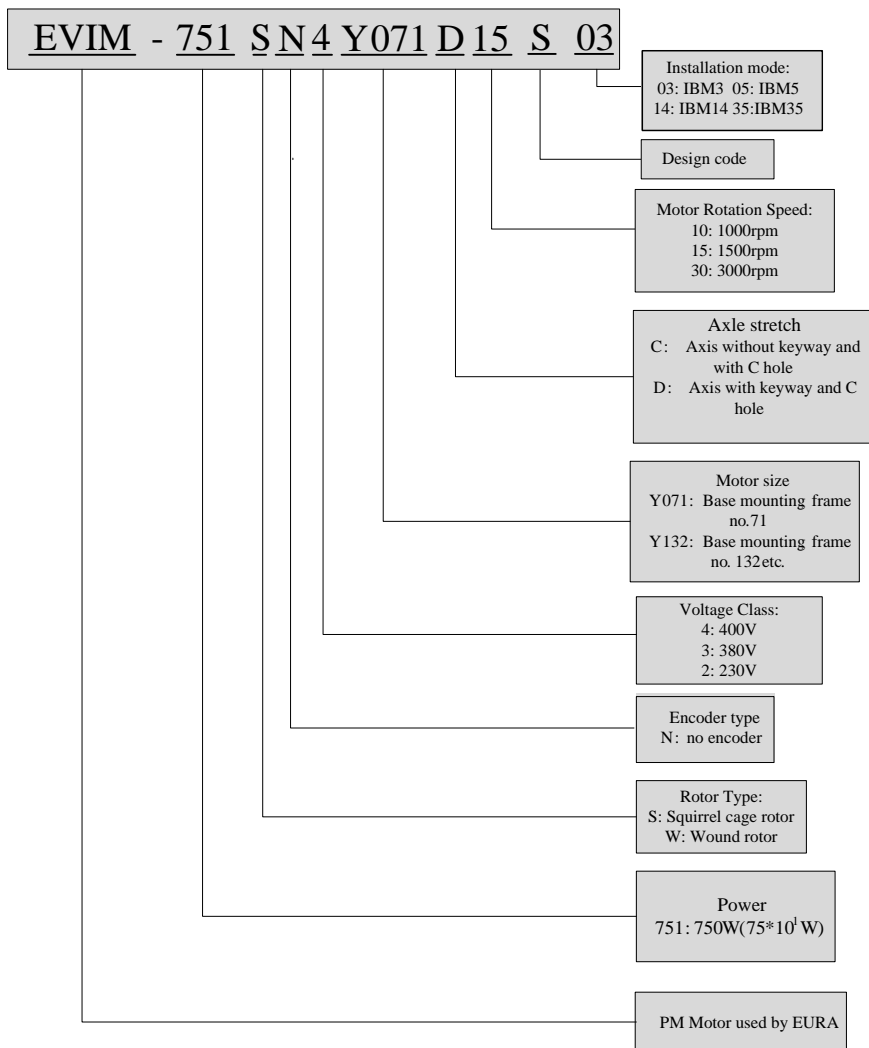 EVIM - 751 S N 4 Y071 D 15 S 03
Installation mode:
03: IBM3 05: IBM5
14: IBM14 35:IBM35
Design code
Motor Rotation Speed:
10: 1000rpm
15: 1500rpm
30: 3000rpm
Axle stretch
C: Axis without keyway and
with C hole
D: Axis with keyway and C
hole
Motor size
Y071: Base mounting frame
no.71
Y132: Base mounting frame
no. 132etc.
Voltage Class:
4: 400V
3: 380V
2: 230V
Encoder type
N: no encoder
Rotor Type:
S: Squirrel cage rotor
W: Wound rotor
Power
751: 750W(75*10¹W)
PM Motor used by EURA